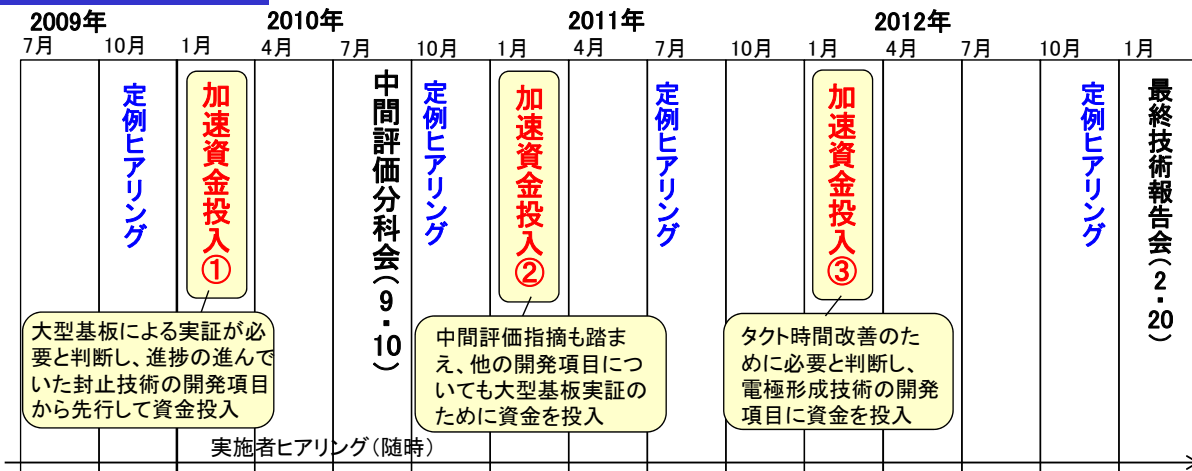 2009年 2010年 2011年 2012年
7月 10月 1月 4月 7月 10月 1月 4月 7月 10月 1月 4月 7月 10月 1月
定例ヒアリング
加速資金投入①
中間評価分科会(9・10)
定例ヒアリング
加速資金投入②
定例ヒアリング
加速資金投入③
定例ヒアリング
最終技術報告会(2・20)
大型基板による実証が必
要と判断し、進捗の進んで
いた封止技術の開発項目
から先行して資金投入
中間評価指摘も踏ま
え、他の開発項目につ
いても大型基板実証の
ために資金を投入
タクト時間改善のた
めに必要と判断し、
電極形成技術の開発
項目に資金を投入
実施者ヒアリング(随時)